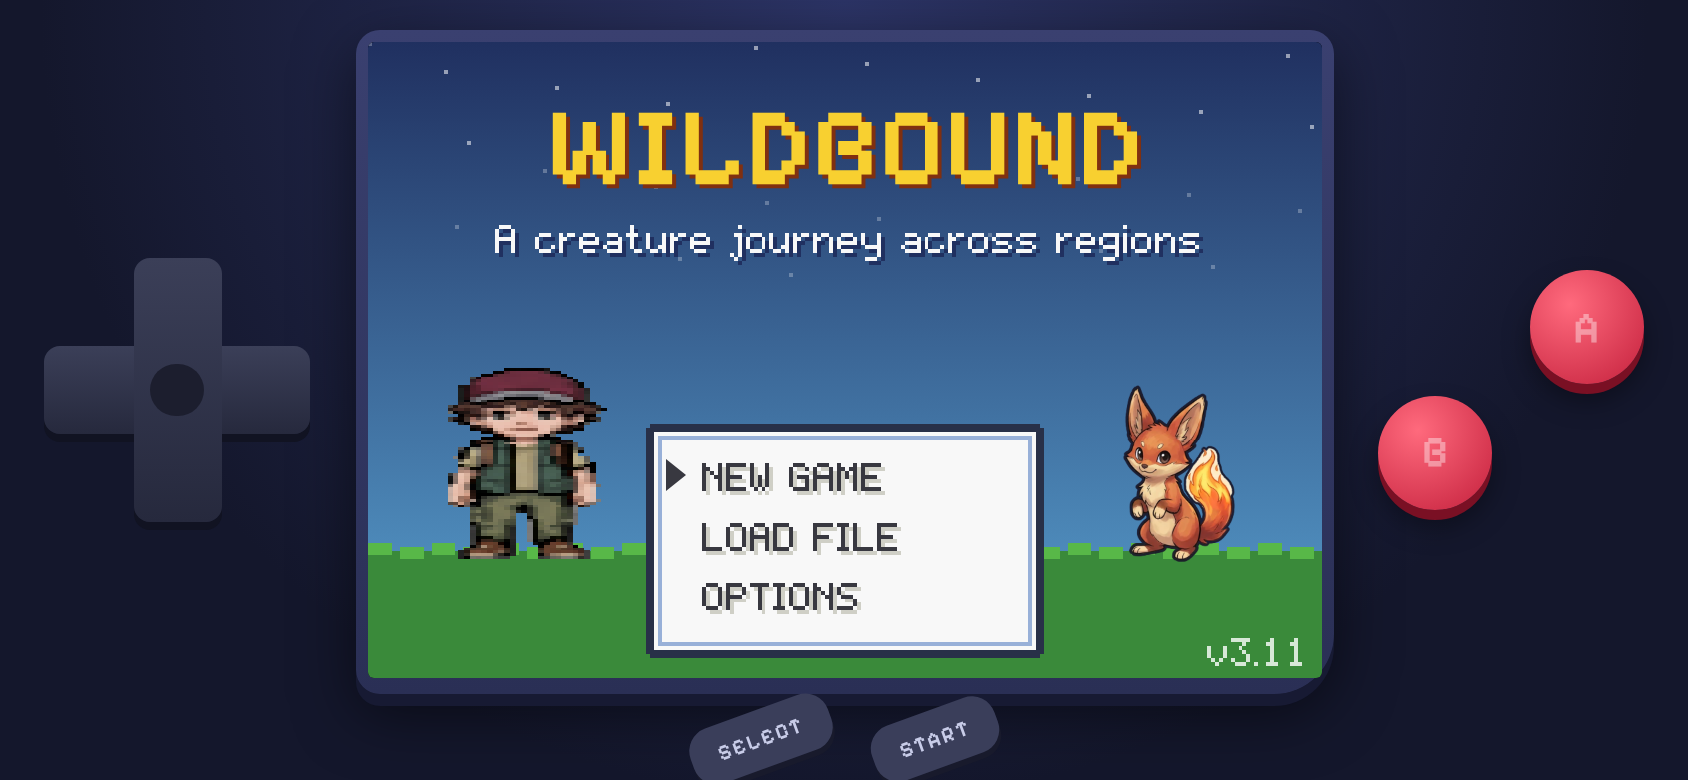 WILDBOUND
A creature journey across regions
NEW GAME
LOAD FILE
OPTIONS
v3.11
A
B
SELECT
START